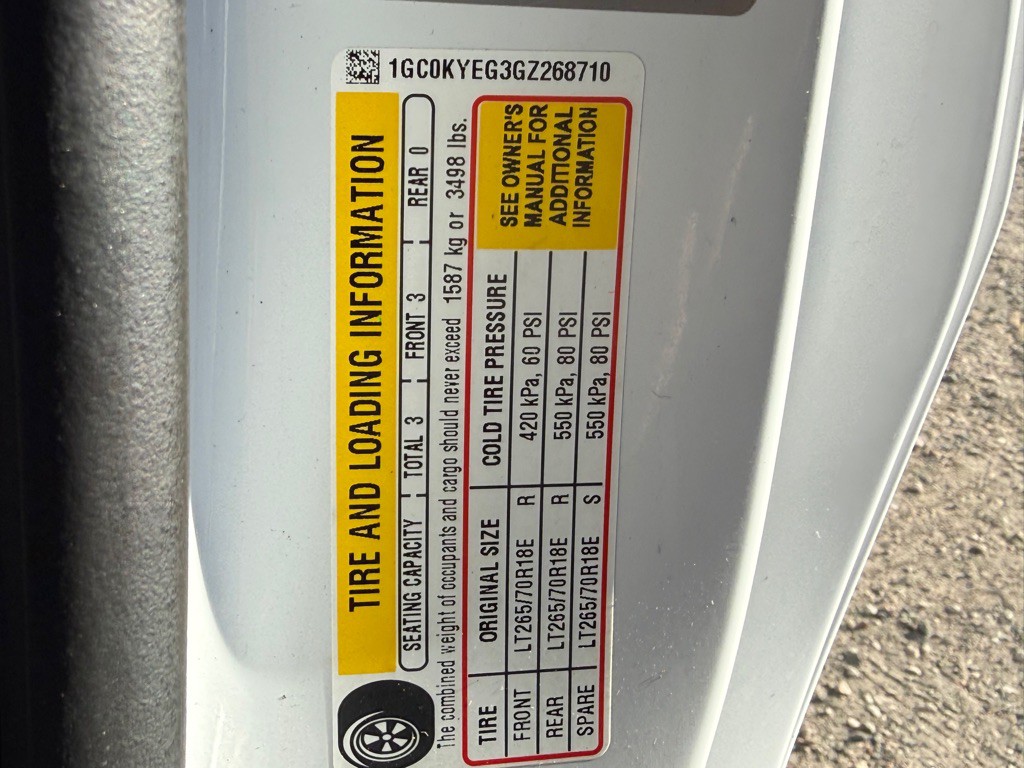 1GC0KYEG3GZ268710
TIRE AND LOADING INFORMATION
SEATING CAPACITY TOTAL 3 FRONT 3 REAR 0
The combined weight of occupants and cargo should never exceed 1587 kg or 3498 lbs.
TIRE ORIGINAL SIZE COLD TIRE PRESSURE
FRONT LT265/70R18E R 420 kPa, 60 PSI
REAR LT265/70R18E R 550 kPa, 80 PSI
SPARE LT265/70R18E S 550 kPa, 80 PSI
SEE OWNER'S
MANUAL FOR
ADDITIONAL
INFORMATION